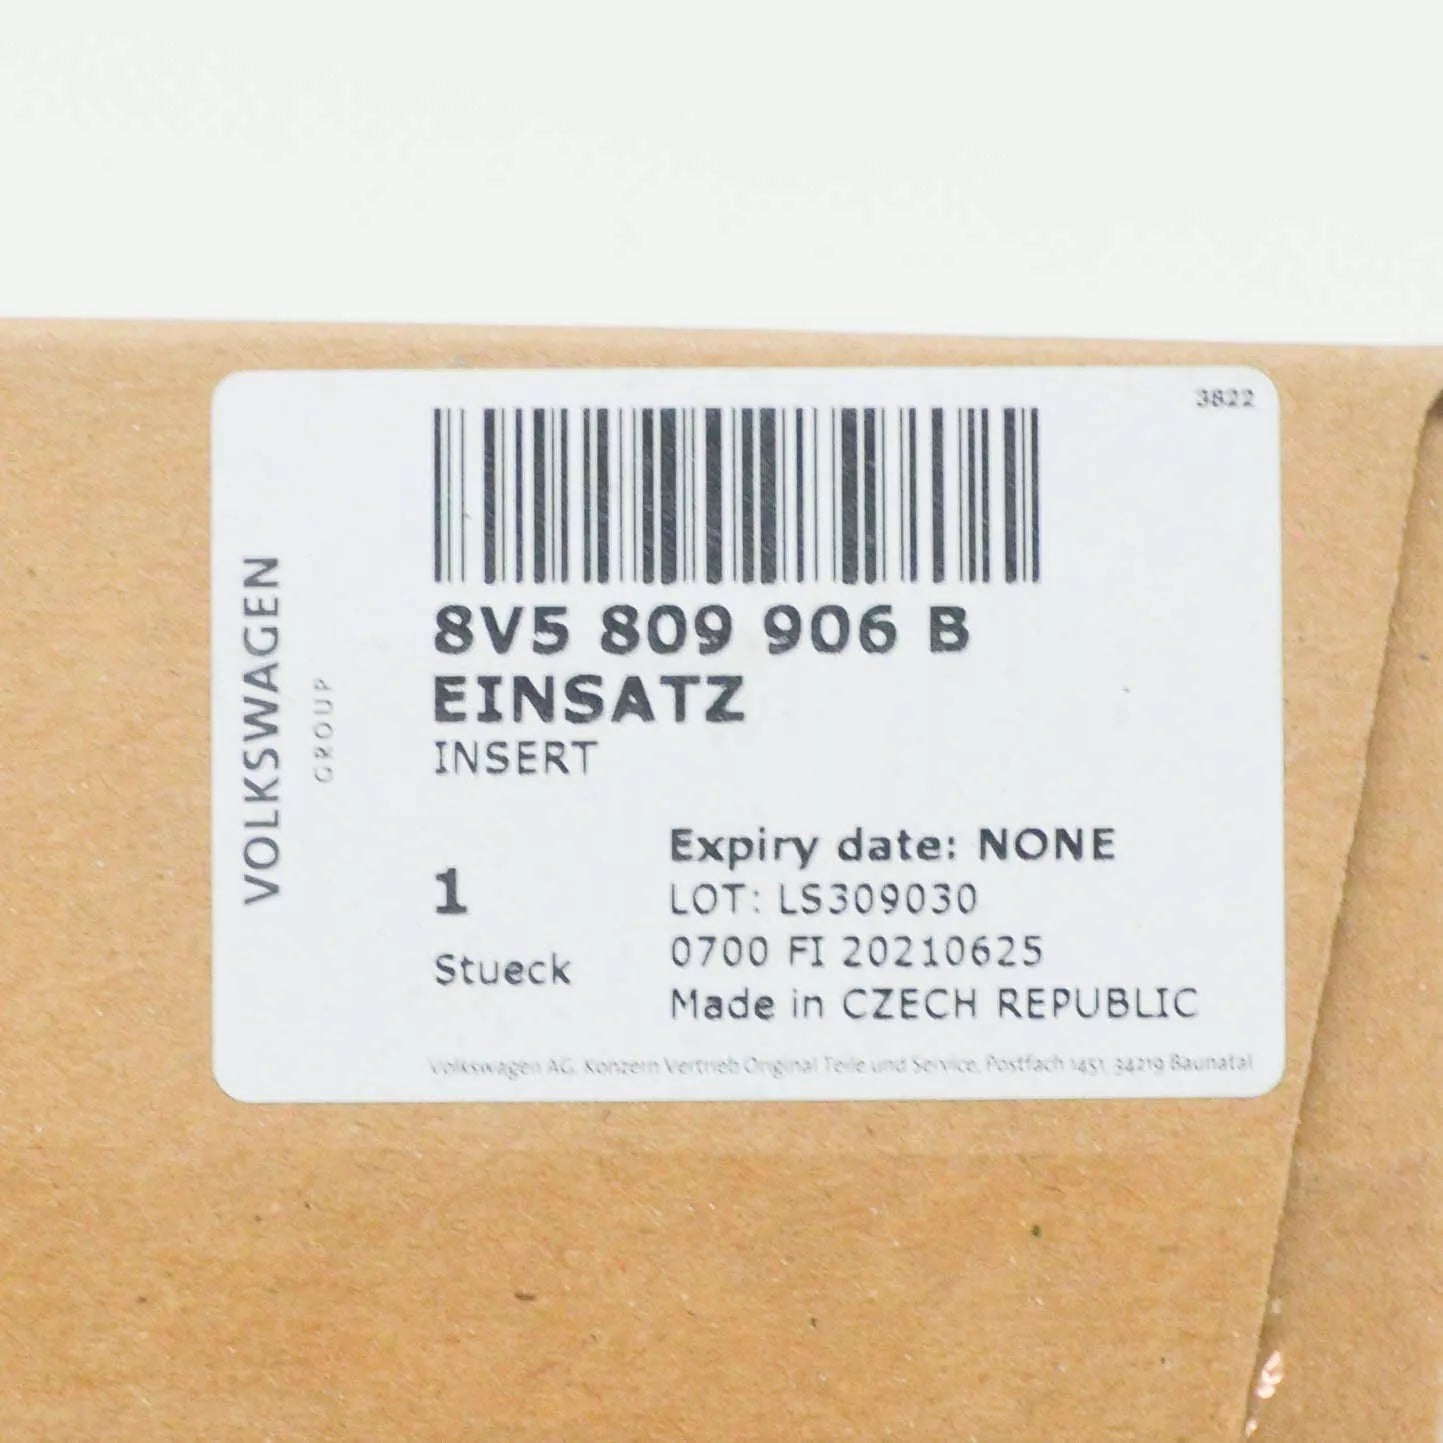 3822
VOLKSWAGEN
GROUP
8V5 809 906 B
EINSATZ
INSERT
1
Stueck
Expiry date: NONE
LOT: LS309030
0700 FI 20210625
Made in CZECH REPUBLIC
Volkswagen AG, Konzern Vertrieb Original Teile und Service, Postfach 1451, 34219 Baunatal